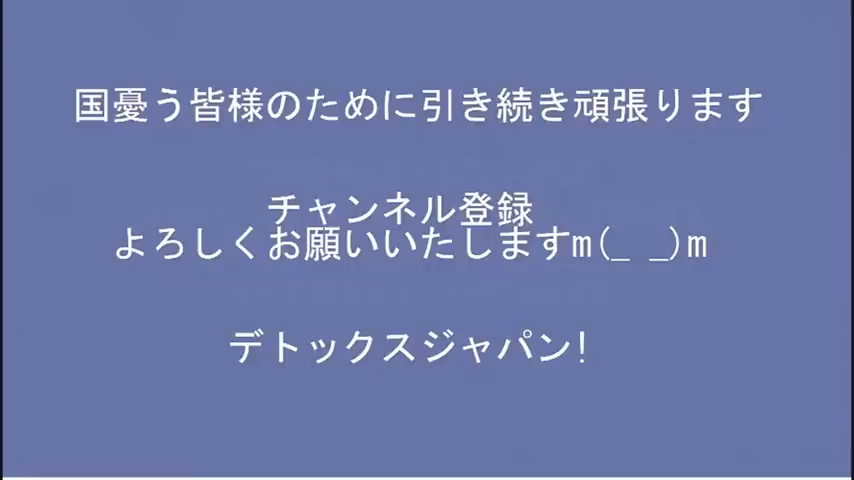 国憂う皆様のために引き続き頑張ります
チャンネル登録
よろしくお願いいたしますm(_ _)m
デトックスジャパン!